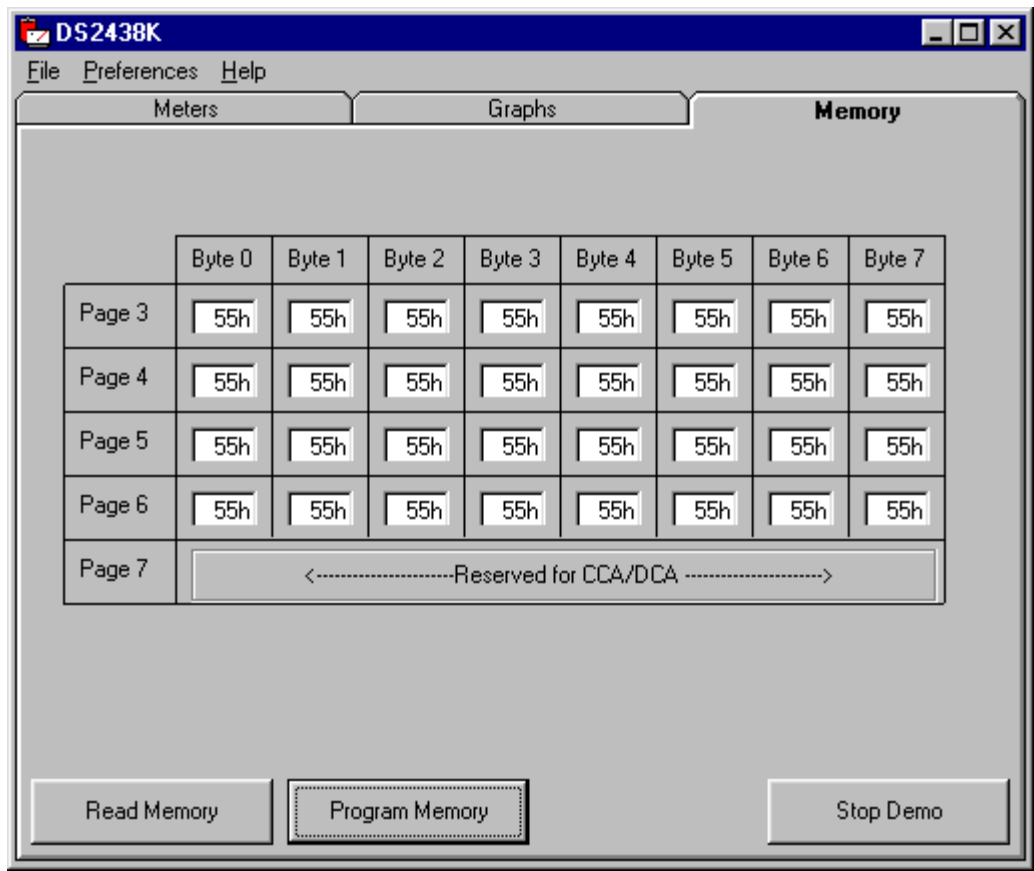 DS2438K
File Preferences Help
Meters Graphs Memory
Byte 0 Byte 1 Byte 2 Byte 3 Byte 4 Byte 5 Byte 6 Byte 7
Page 3 55h 55h 55h 55h 55h 55h 55h 55h
Page 4 55h 55h 55h 55h 55h 55h 55h 55h
Page 5 55h 55h 55h 55h 55h 55h 55h 55h
Page 6 55h 55h 55h 55h 55h 55h 55h 55h
Page 7 <----------------------Reserved for CCA/DCA ---------------------->
Read Memory Program Memory Stop Demo